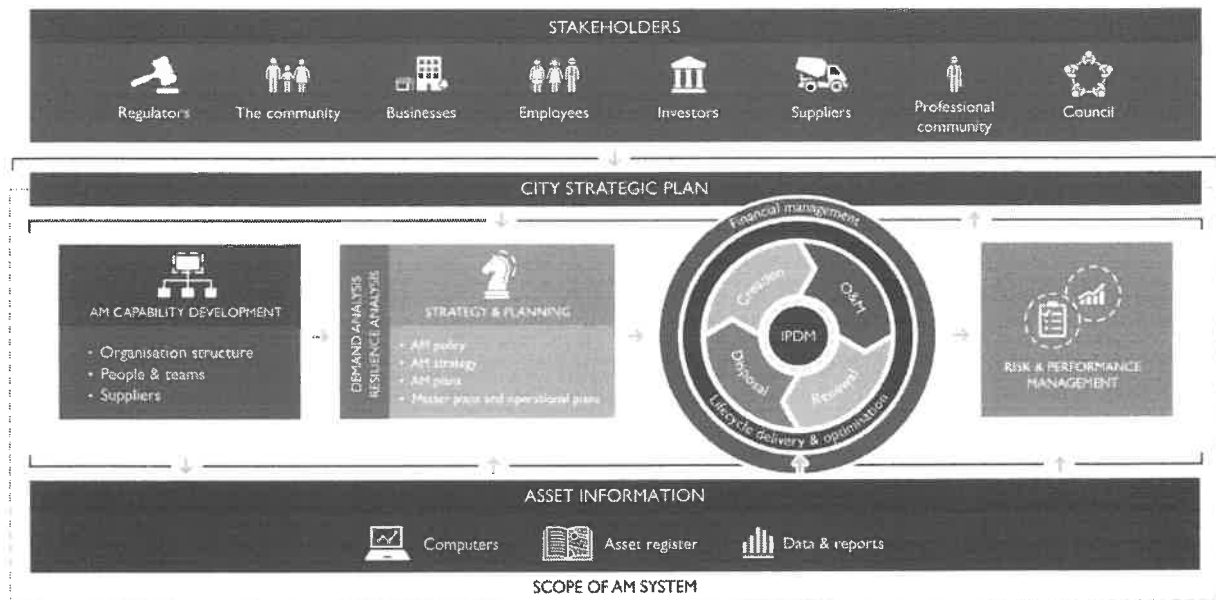 STAKEHOLDERS
Regulators
The community
Businesses
Employees
Investors
Suppliers
Professional
community
Council
CITY STRATEGIC PLAN
AM CAPABILITY DEVELOPMENT
• Organisation structure
• People & teams
• Suppliers
DEMAND ANALYSIS
RESILIENCE ANALYSIS
STRATEGY & PLANNING
• AM policy
• AM strategy
• AM plans
• Master plans and operational plans
Financial management
Creation
O&M
IPDM
Disposal
Renewal
Lifecycle delivery & optimisation
RISK & PERFORMANCE
MANAGEMENT
ASSET INFORMATION
Computers
Asset register
Data & reports
SCOPE OF AM SYSTEM